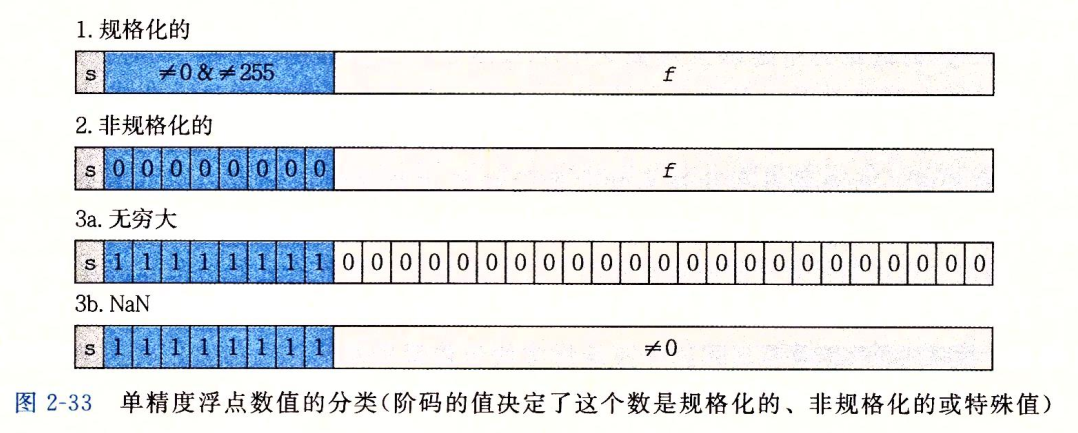 1. 规格化的
s ≠0 & ≠255 f
2. 非规格化的
s 0 0 0 0 0 0 0 0 f
3a. 无穷大
s 1 1 1 1 1 1 1 1 0 0 0 0 0 0 0 0 0 0 0 0 0 0 0 0 0 0 0 0 0 0 0
3b. NaN
s 1 1 1 1 1 1 1 1 ≠0
图 2-33 单精度浮点数值的分类(阶码的值决定了这个数是规格化的、非规格化的或特殊值)